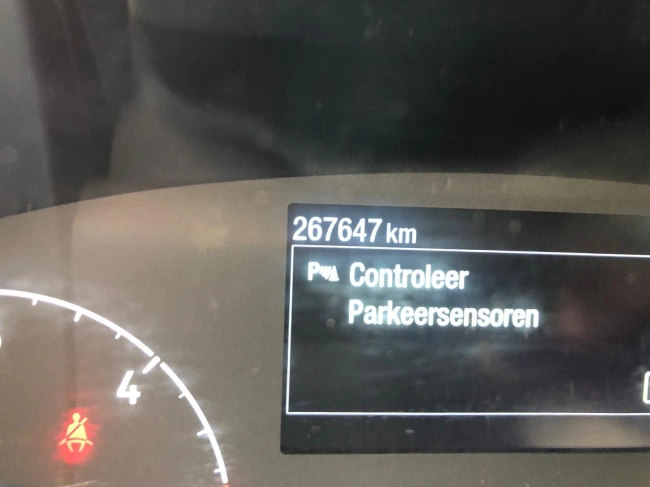 267647 km
P Controleer
Parkeersensoren
4